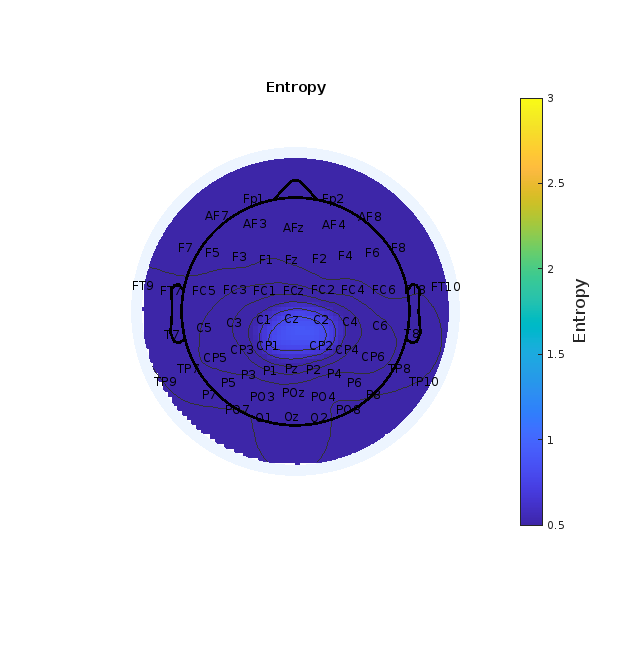 Entropy
Fp1 Fp2
AF7 AF3 AFz AF4 AF8
F7 F5 F3 F1 Fz F2 F4 F6 F8
FT9 FT7 FC5 FC3 FC1 FCz FC2 FC4 FC6 FT10
T7 C5 C3 C1 Cz C2 C4 C6 T8
TP9 TP7 CP5 CP3 CP1 CP2 CP4 CP6 TP8 TP10
P7 P5 P3 P1 Pz P2 P4 P6 P8
PO7 PO3 POz PO4 PO8
O1 Oz O2
3
2.5
2
1.5
1
0.5
Entropy